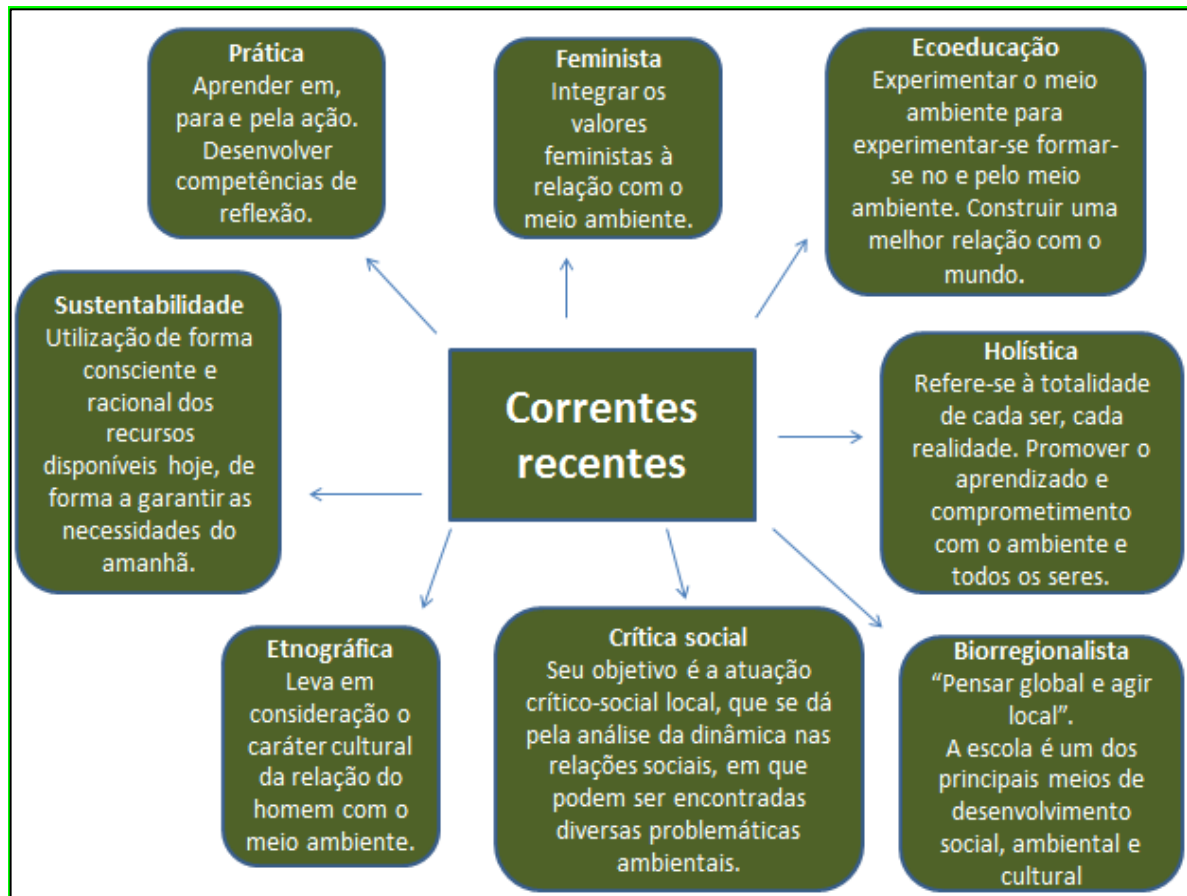 Prática
Aprender em,
para e pela ação.
Desenvolver
competências de
reflexão.
Feminista
Integrar os
valores
feministas à
relação com o
meio ambiente.
Ecoeducação
Experimentar o meio
ambiente para
experimentar-se formar-
se no e pelo meio
ambiente. Construir uma
melhor relação com o
mundo.
Sustentabilidade
Utilização de forma
consciente e
racional dos
recursos
disponíveis hoje, de
forma a garantir as
necessidades do
amanhã.
Correntes
recentes
Holística
Refere-se à totalidade
de cada ser, cada
realidade. Promover o
aprendizado e
comprometimento
com o ambiente e
todos os seres.
Etnográfica
Leva em
consideração o
caráter cultural
da relação do
homem com o
meio ambiente.
Crítica social
Seu objetivo é a atuação
crítico-social local, que se dá
pela análise da dinâmica nas
relações sociais, em que
podem ser encontradas
diversas problemáticas
ambientais.
Biorregionalista
“Pensar global e agir
local”.
A escola é um dos
principais meios de
desenvolvimento
social, ambiental e
cultural